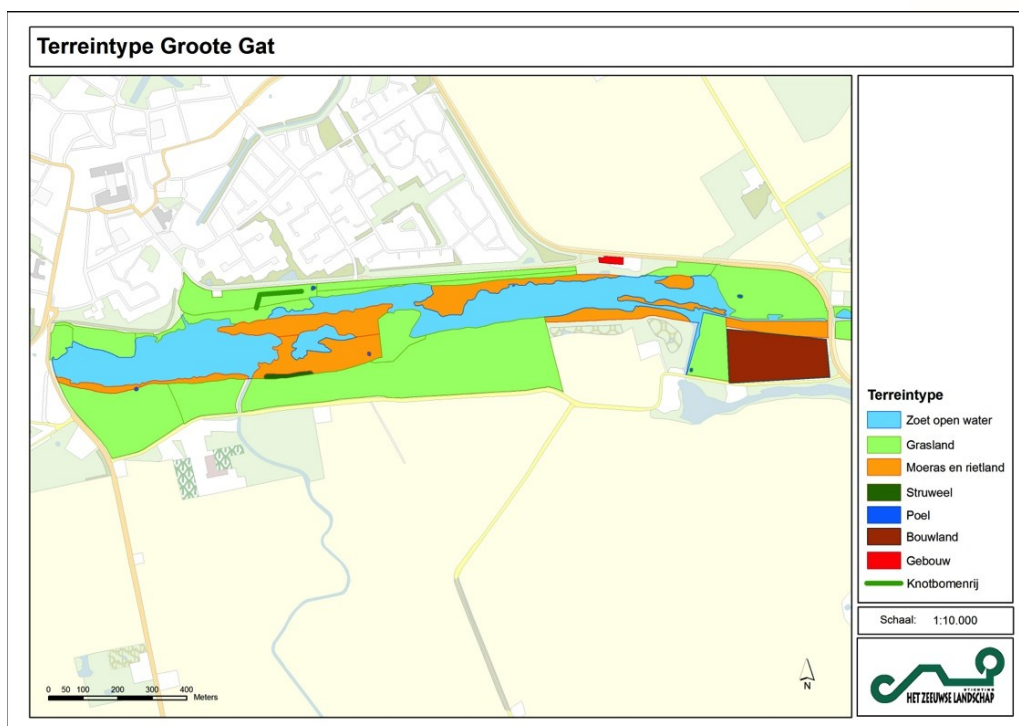 Terreintype Groote Gat
Terreintype
Zoet open water
Grasland
Moeras en rietland
Struweel
Poel
Bouwland
Gebouw
Knotbomenrij
Schaal: 1:10.000
0 50 100 200 300 400
Meters
N
STICHTING
HET ZEEUWSE LANDSCHAP